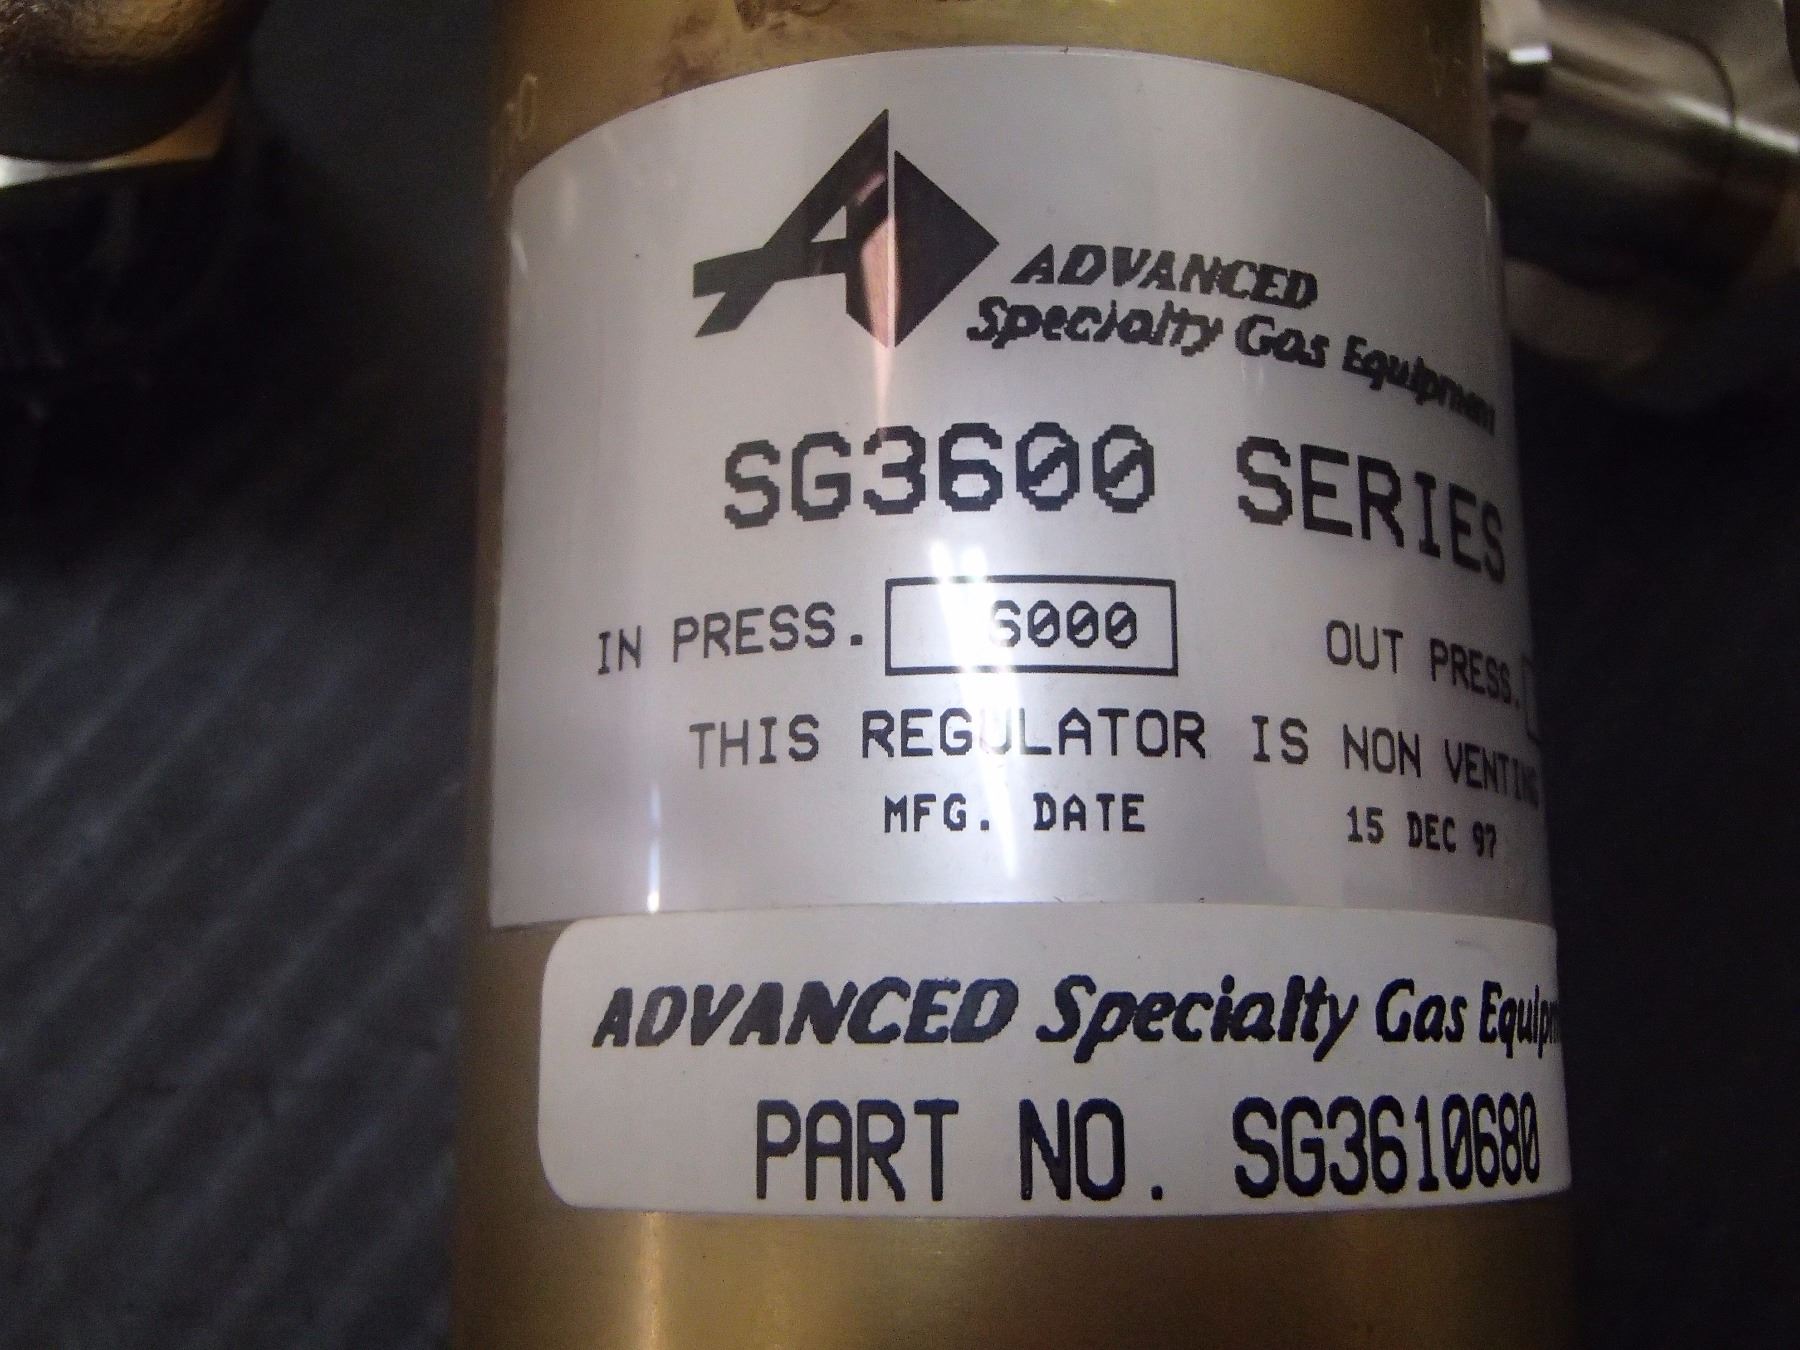 ADVANCED
Specialty Gas Equipment
SG3600 SERIES
IN PRESS. 6000 OUT PRESS.
THIS REGULATOR IS NON VENTING
MFG. DATE 15 DEC 97
ADVANCED Specialty Gas Equipm
PART NO. SG3610680